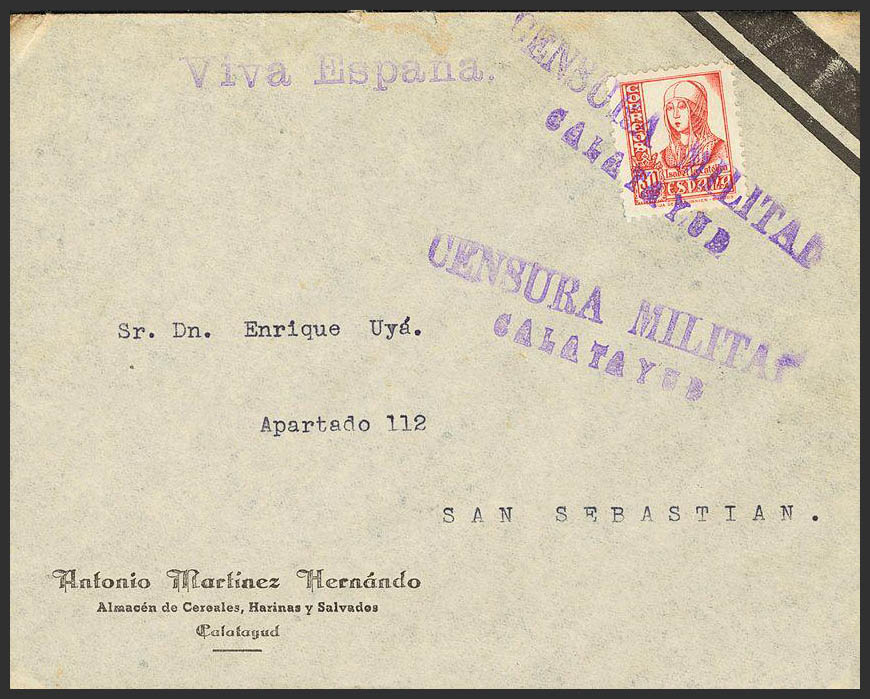 Viva España.
CENSURA MILITAR
CALATAYUD
CORREOS
30
Isabel la Católica
ESPAÑA
CENSURA MILITAR
CALATAYUD
Sr. Dn. Enrique Uyá.
Apartado 112
SAN SEBASTIAN.
Antonio Martínez Hernándo
Almacén de Cereales, Harinas y Salvados
Calatayud